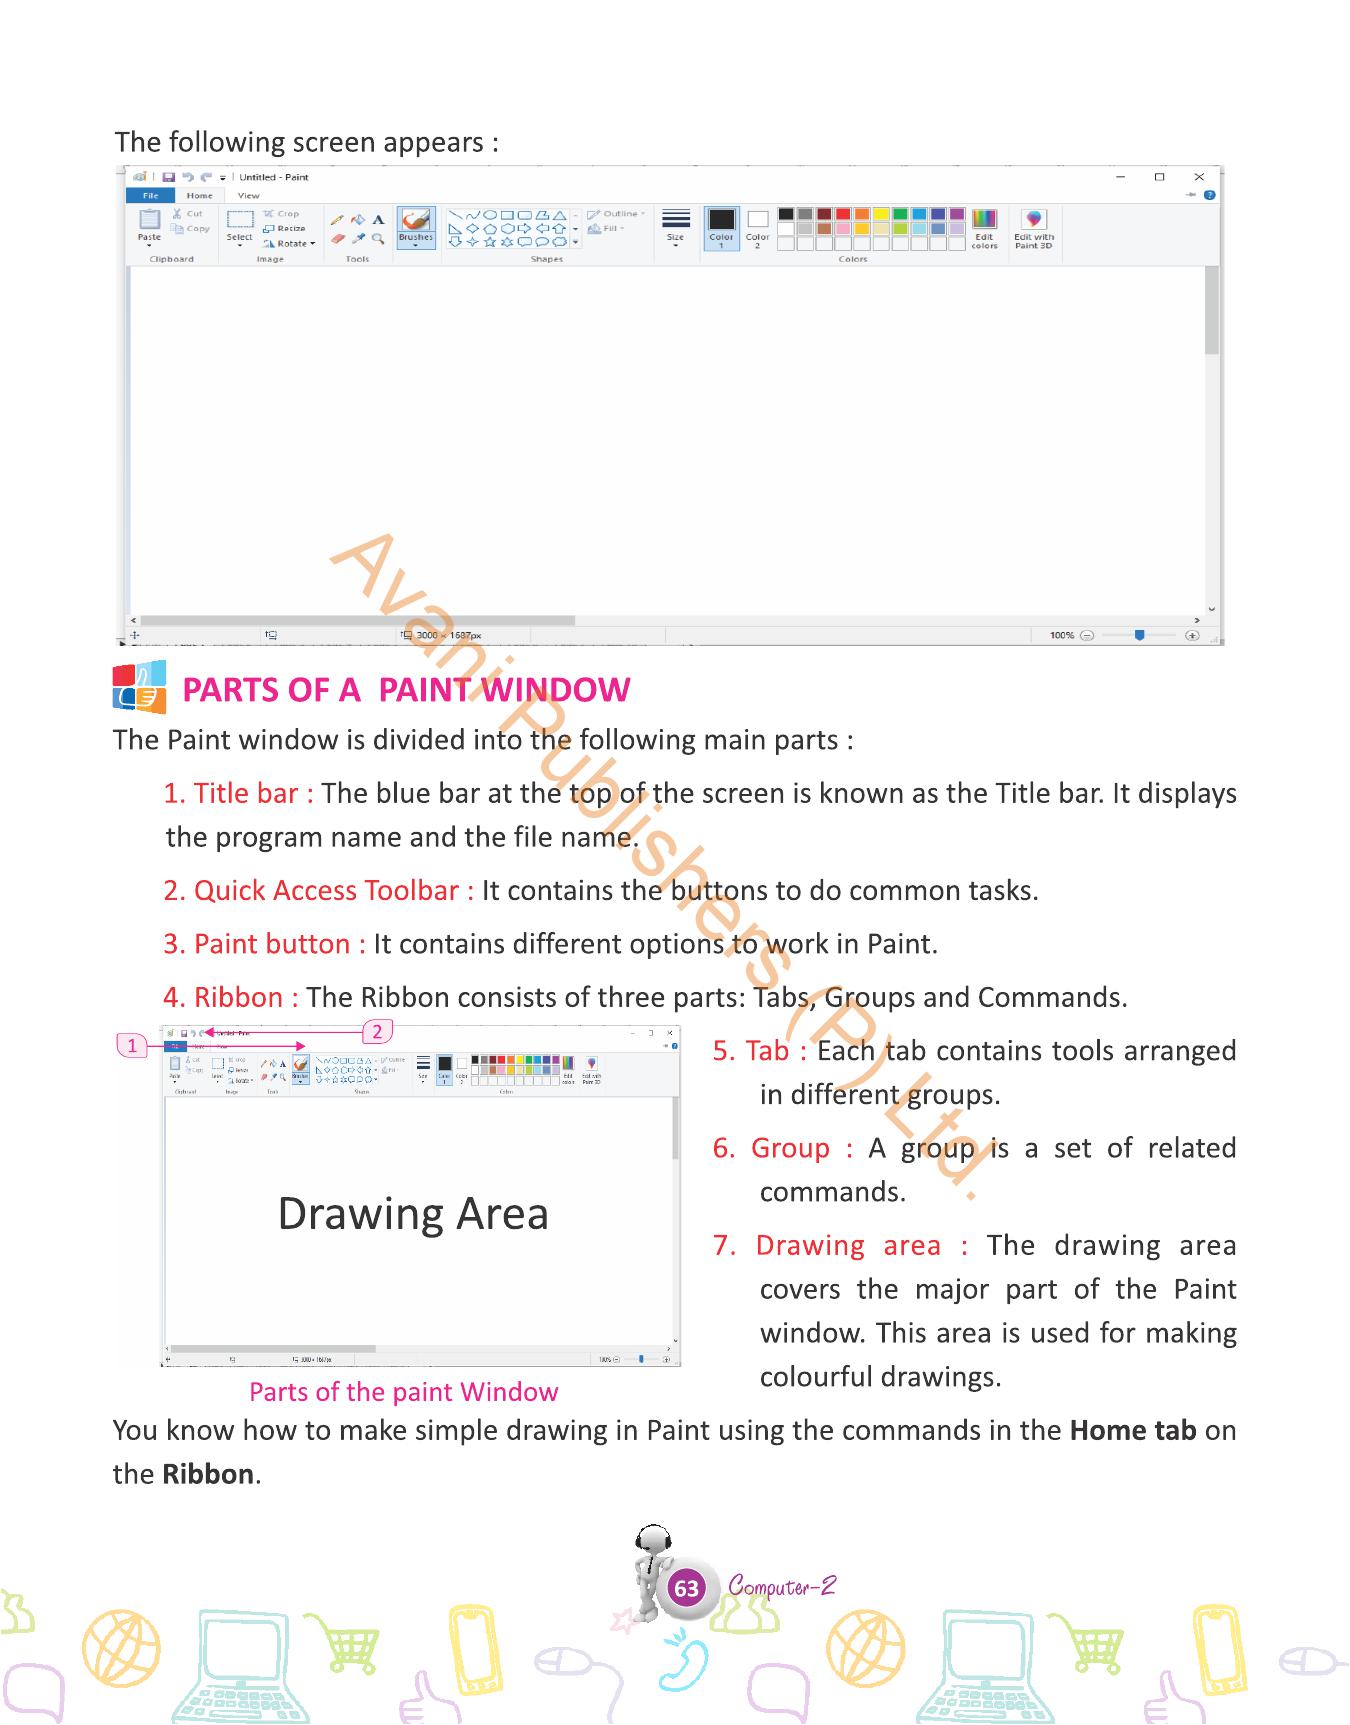 The following screen appears :
Untitled - Paint
File Home View
Cut Crop Outline
Copy Resize Fill
Paste Select Rotate Brushes Size Color 1 Color 2 Edit colors Edit with Paint 3D
Clipboard Image Tools Shapes Colors
3000 × 1687px 100%
PARTS OF A PAINT WINDOW
The Paint window is divided into the following main parts :
1. Title bar : The blue bar at the top of the screen is known as the Title bar. It displays
the program name and the file name.
2. Quick Access Toolbar : It contains the buttons to do common tasks.
3. Paint button : It contains different options to work in Paint.
4. Ribbon : The Ribbon consists of three parts: Tabs, Groups and Commands.
2
1
Drawing Area
3000 × 1687px 100%
Parts of the paint Window
5. Tab : Each tab contains tools arranged
in different groups.
6. Group : A group is a set of related
commands.
7. Drawing area : The drawing area
covers the major part of the Paint
window. This area is used for making
colourful drawings.
You know how to make simple drawing in Paint using the commands in the Home tab on
the Ribbon.
63 Computer-2
Avani Publishers (P) Ltd.